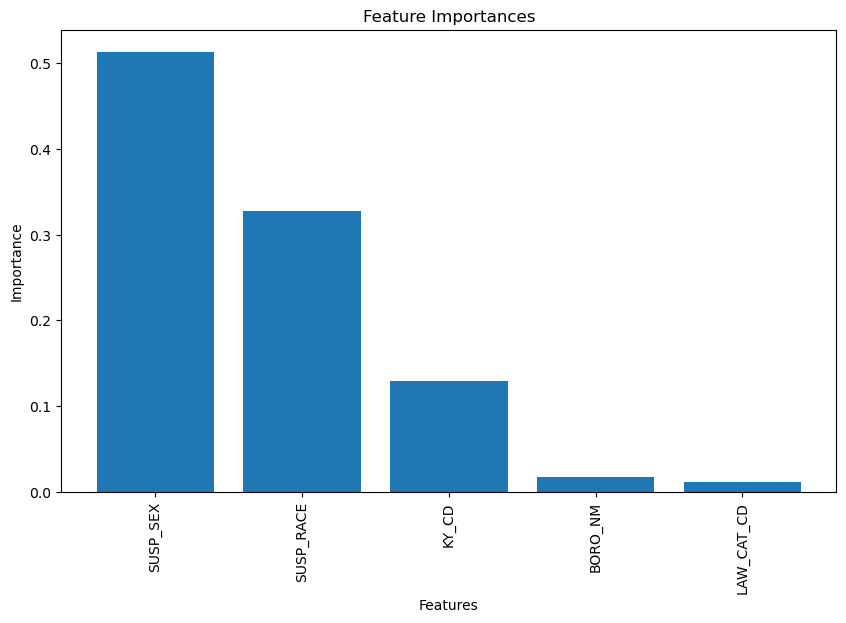 Feature Importances
Importance
0.5
0.4
0.3
0.2
0.1
0.0
SUSP_SEX
SUSP_RACE
KY_CD
BORO_NM
LAW_CAT_CD
Features